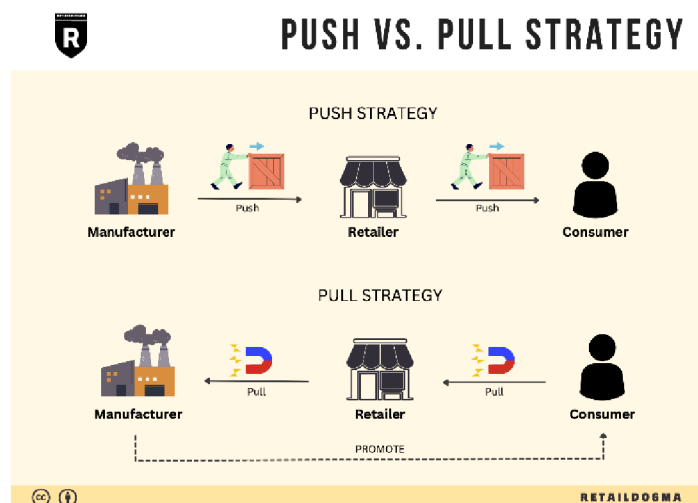 R
PUSH VS. PULL STRATEGY
PUSH STRATEGY
Push
Push
Manufacturer
Retailer
Consumer
PULL STRATEGY
Pull
Pull
Manufacturer
Retailer
Consumer
PROMOTE
cc
RETAILDOGMA